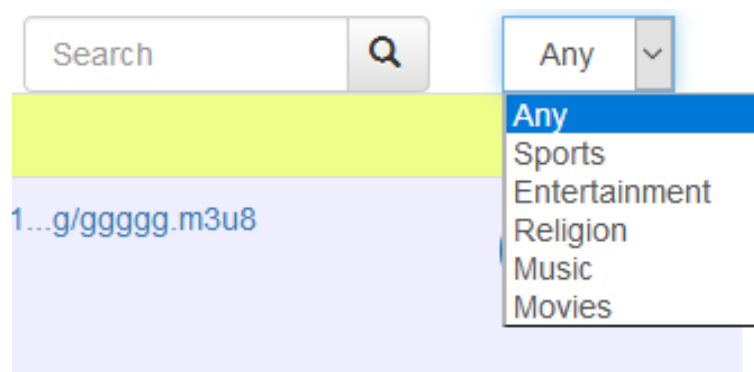 Search
Any
Any
Sports
Entertainment
1...g/ggggg.m3u8
Religion
Music
Movies